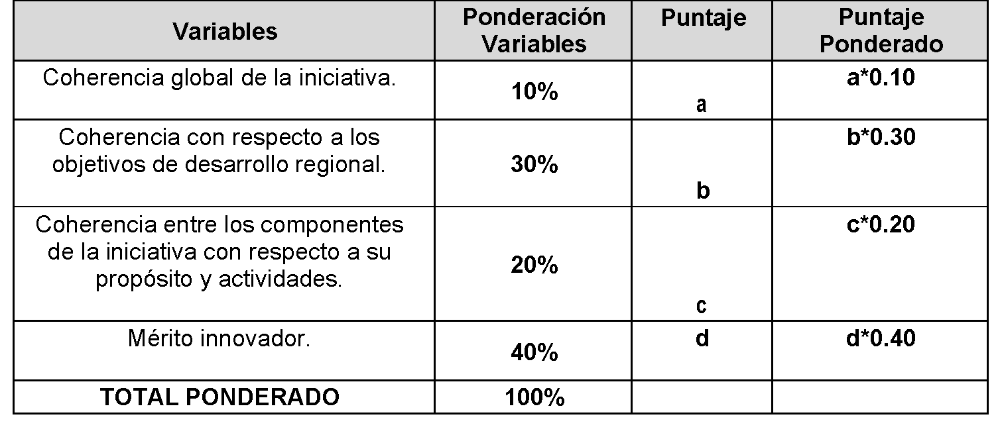 Variables
Ponderación
Variables
Puntaje
Puntaje
Ponderado
Coherencia global de la iniciativa.
10%
a
a*0.10
Coherencia con respecto a los
objetivos de desarrollo regional.
30%
b
b*0.30
Coherencia entre los componentes
de la iniciativa con respecto a su
propósito y actividades.
20%
c
c*0.20
Mérito innovador.
40%
d
d*0.40
TOTAL PONDERADO
100%